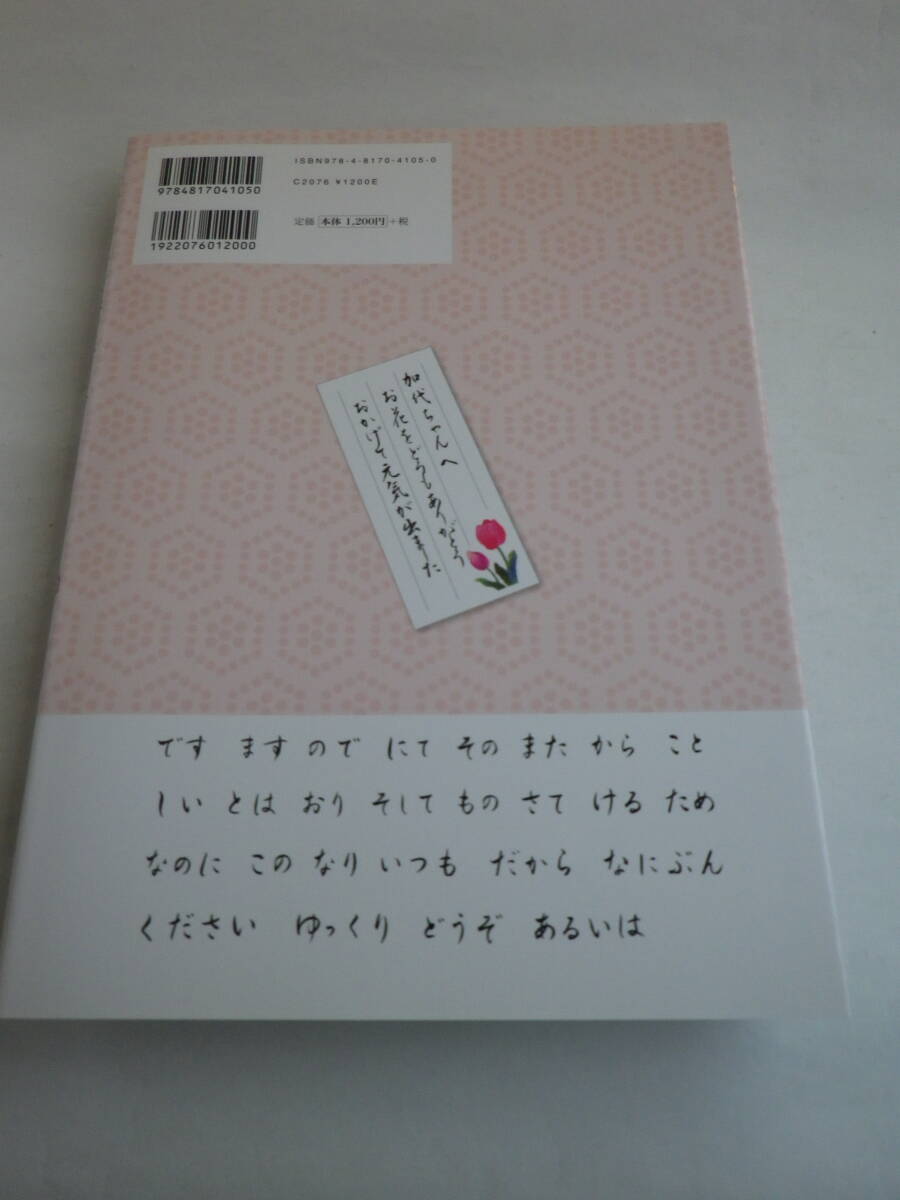 ISBN978-4-8170-4105-0
9784817041050
C2076 ¥1200E
定価 本体 1,200円 +税
1922076012000
加代ちゃんへ
お花をどうもありがとう
おかげで元気が出ました
です ます ので にて その また から こと
しい とは おり そして もの さて ける ため
なのに この なり いつも だから なにぶん
ください ゆっくり どうぞ あるいは